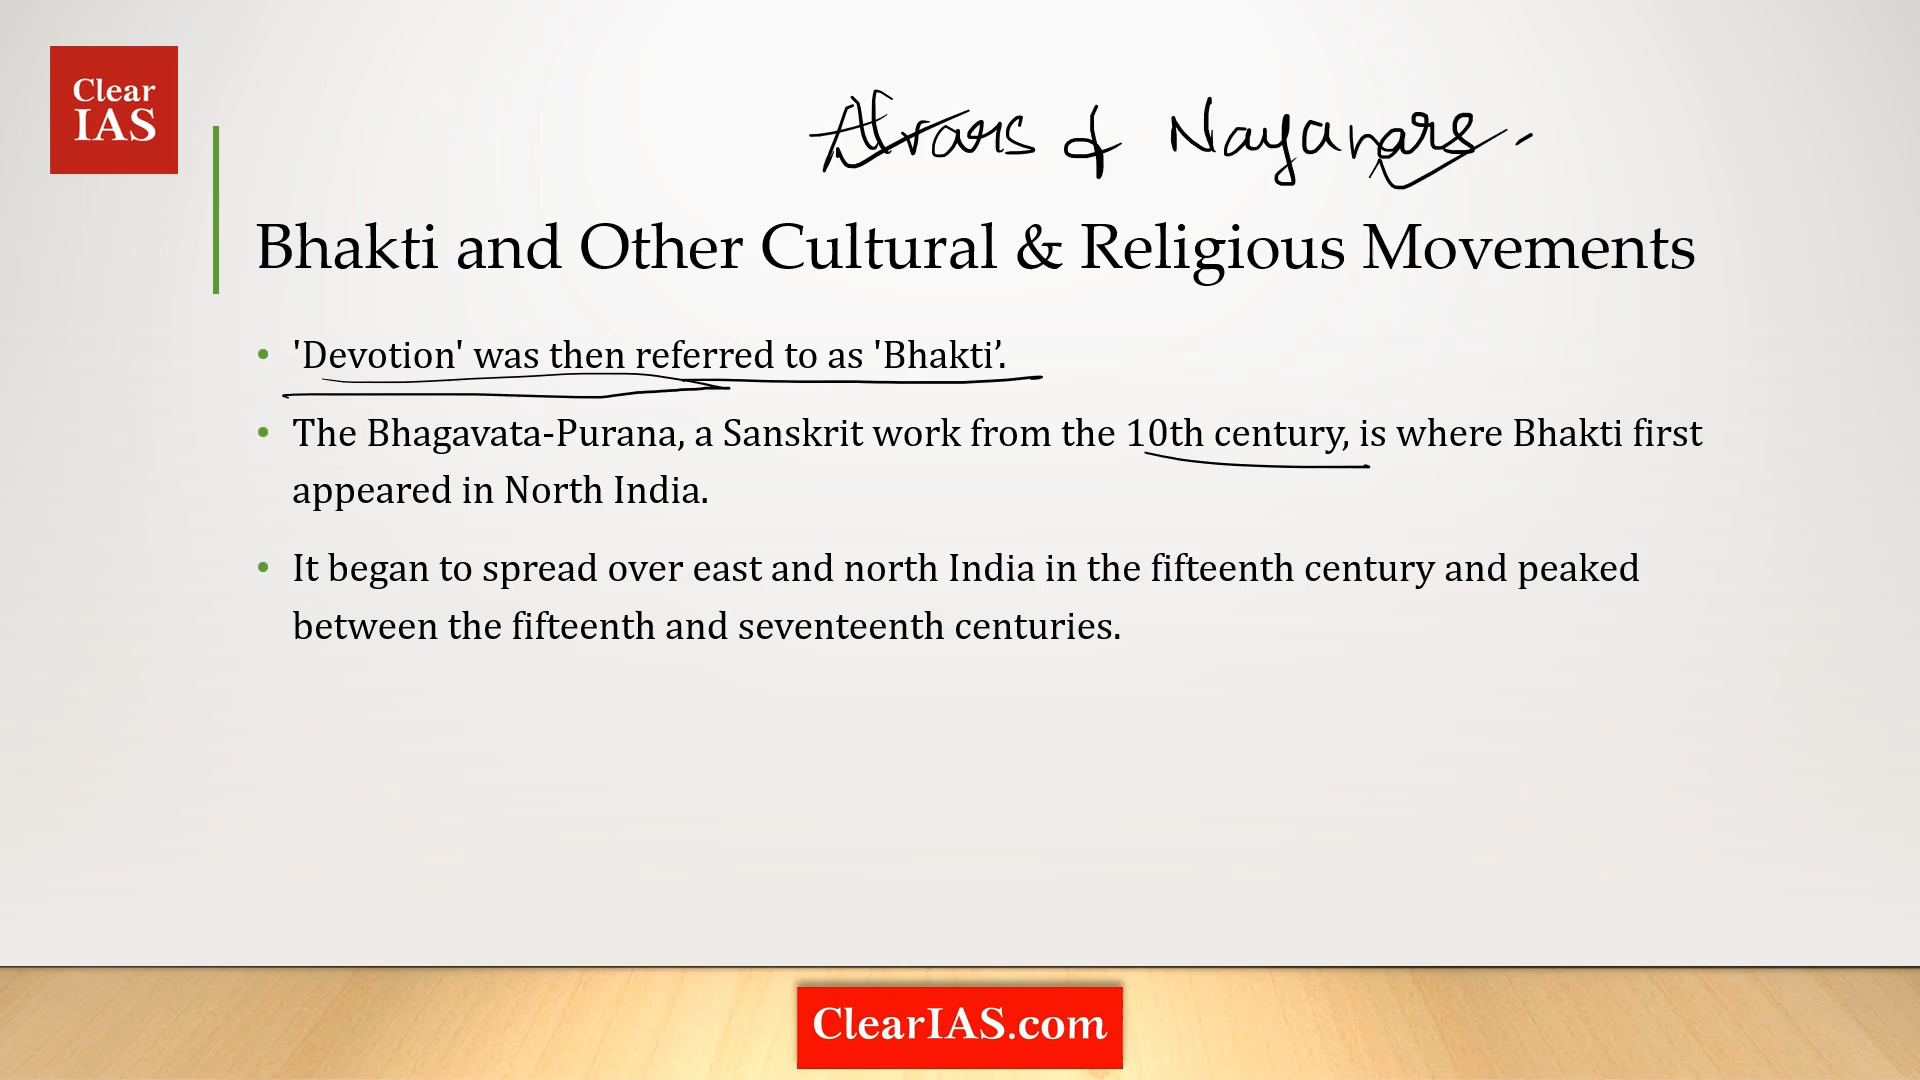 Clear
IAS
Alvars & Nayanars.
Bhakti and Other Cultural & Religious Movements
• 'Devotion' was then referred to as 'Bhakti’.
• The Bhagavata-Purana, a Sanskrit work from the 10th century, is where Bhakti first
appeared in North India.
• It began to spread over east and north India in the fifteenth century and peaked
between the fifteenth and seventeenth centuries.
ClearIAS.com